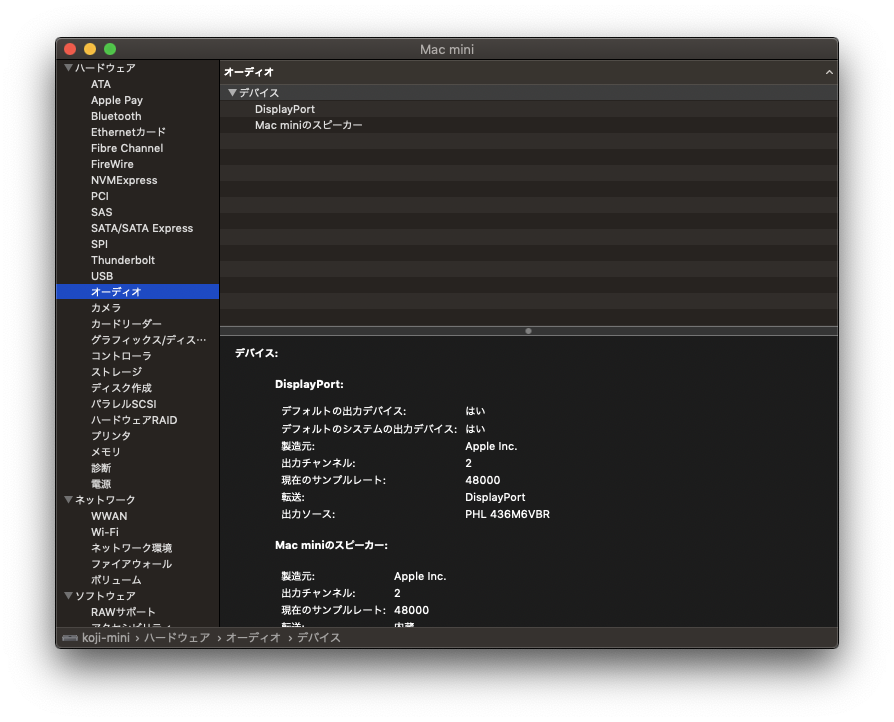 Mac mini
ハードウェア
ATA
Apple Pay
Bluetooth
Ethernetカード
Fibre Channel
FireWire
NVMExpress
PCI
SAS
SATA/SATA Express
SPI
Thunderbolt
USB
オーディオ
カメラ
カードリーダー
グラフィックス/ディス…
コントローラ
ストレージ
ディスク作成
パラレルSCSI
ハードウェアRAID
プリンタ
メモリ
診断
電源
ネットワーク
WWAN
Wi-Fi
ネットワーク環境
ファイアウォール
ボリューム
ソフトウェア
RAWサポート
アクセシビリティ
オーディオ
デバイス
DisplayPort
Mac miniのスピーカー
デバイス:
DisplayPort:
デフォルトの出力デバイス: はい
デフォルトのシステムの出力デバイス: はい
製造元: Apple Inc.
出力チャンネル: 2
現在のサンプルレート: 48000
転送: DisplayPort
出力ソース: PHL 436M6VBR
Mac miniのスピーカー:
製造元: Apple Inc.
出力チャンネル: 2
現在のサンプルレート: 48000
転送: 内蔵
koji-mini › ハードウェア › オーディオ › デバイス